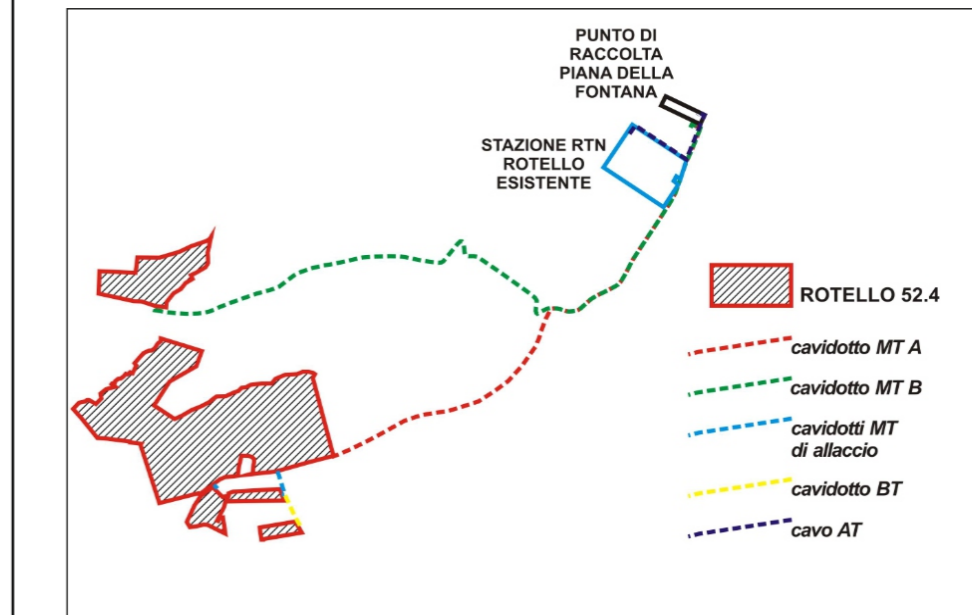 PUNTO DI
RACCOLTA
PIANA DELLA
FONTANA
STAZIONE RTN
ROTELLO
ESISTENTE
ROTELLO 52.4
cavidotto MT A
cavidotto MT B
cavidotti MT
di allaccio
cavidotto BT
cavo AT